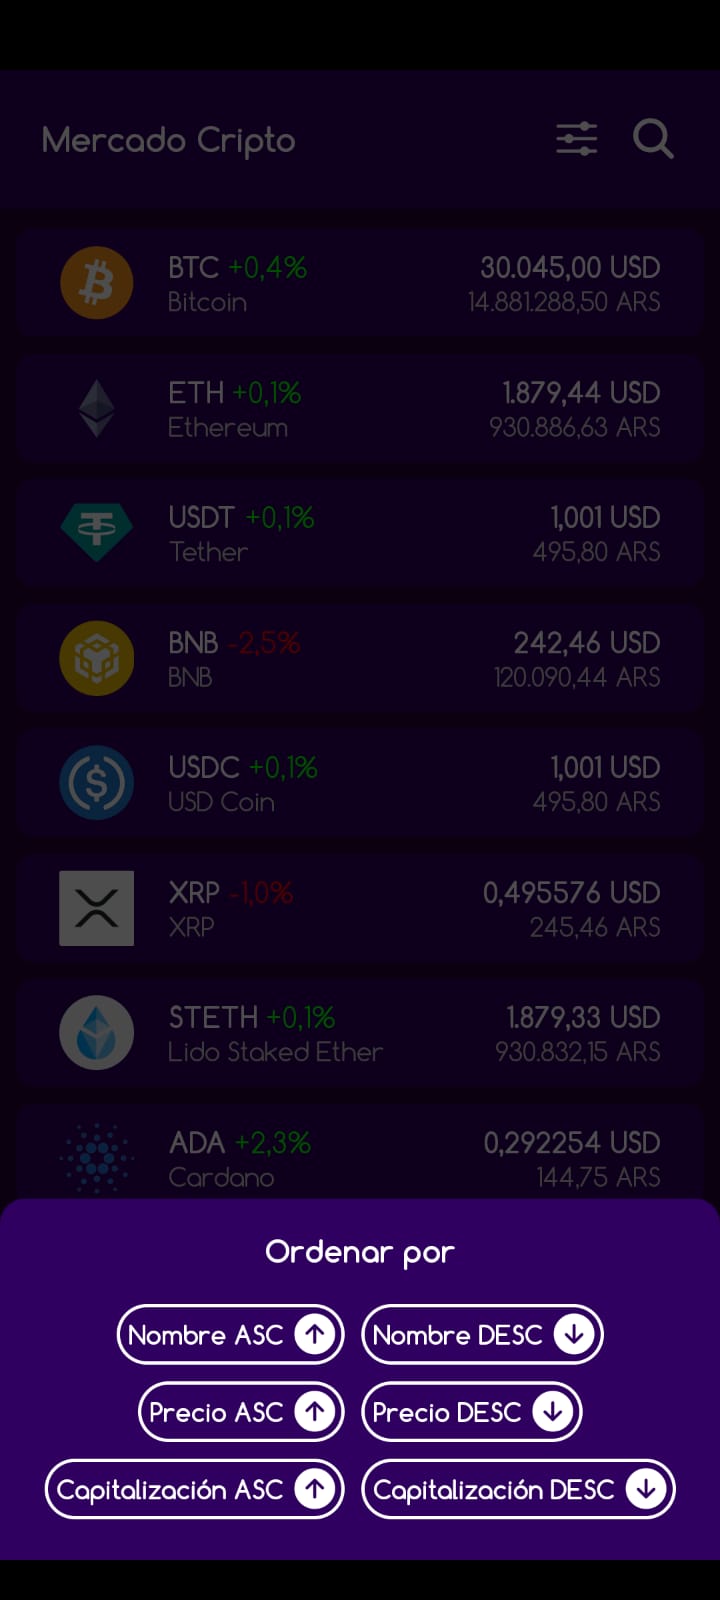 Mercado Cripto
BTC +0,4% 30.045,00 USD
Bitcoin 14.881.288,50 ARS
ETH +0,1% 1.879,44 USD
Ethereum 930.886,63 ARS
USDT +0,1% 1,001 USD
Tether 495,80 ARS
BNB -2,5% 242,46 USD
BNB 120.090,44 ARS
USDC +0,1% 1,001 USD
USD Coin 495,80 ARS
XRP -1,0% 0,495576 USD
XRP 245,46 ARS
STETH +0,1% 1.879,33 USD
Lido Staked Ether 930.832,15 ARS
ADA +2,3% 0,292254 USD
Cardano 144,75 ARS
Ordenar por
Nombre ASC Nombre DESC
Precio ASC Precio DESC
Capitalización ASC Capitalización DESC